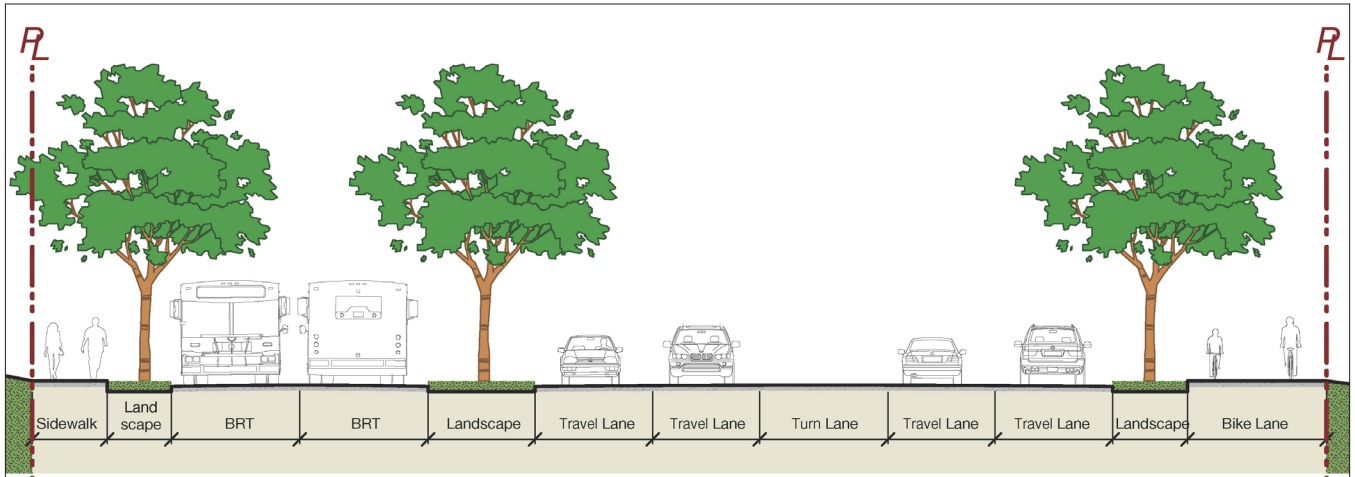 PL
PL
Sidewalk
Land
scape
BRT
BRT
Landscape
Travel Lane
Travel Lane
Turn Lane
Travel Lane
Travel Lane
Landscape
Bike Lane